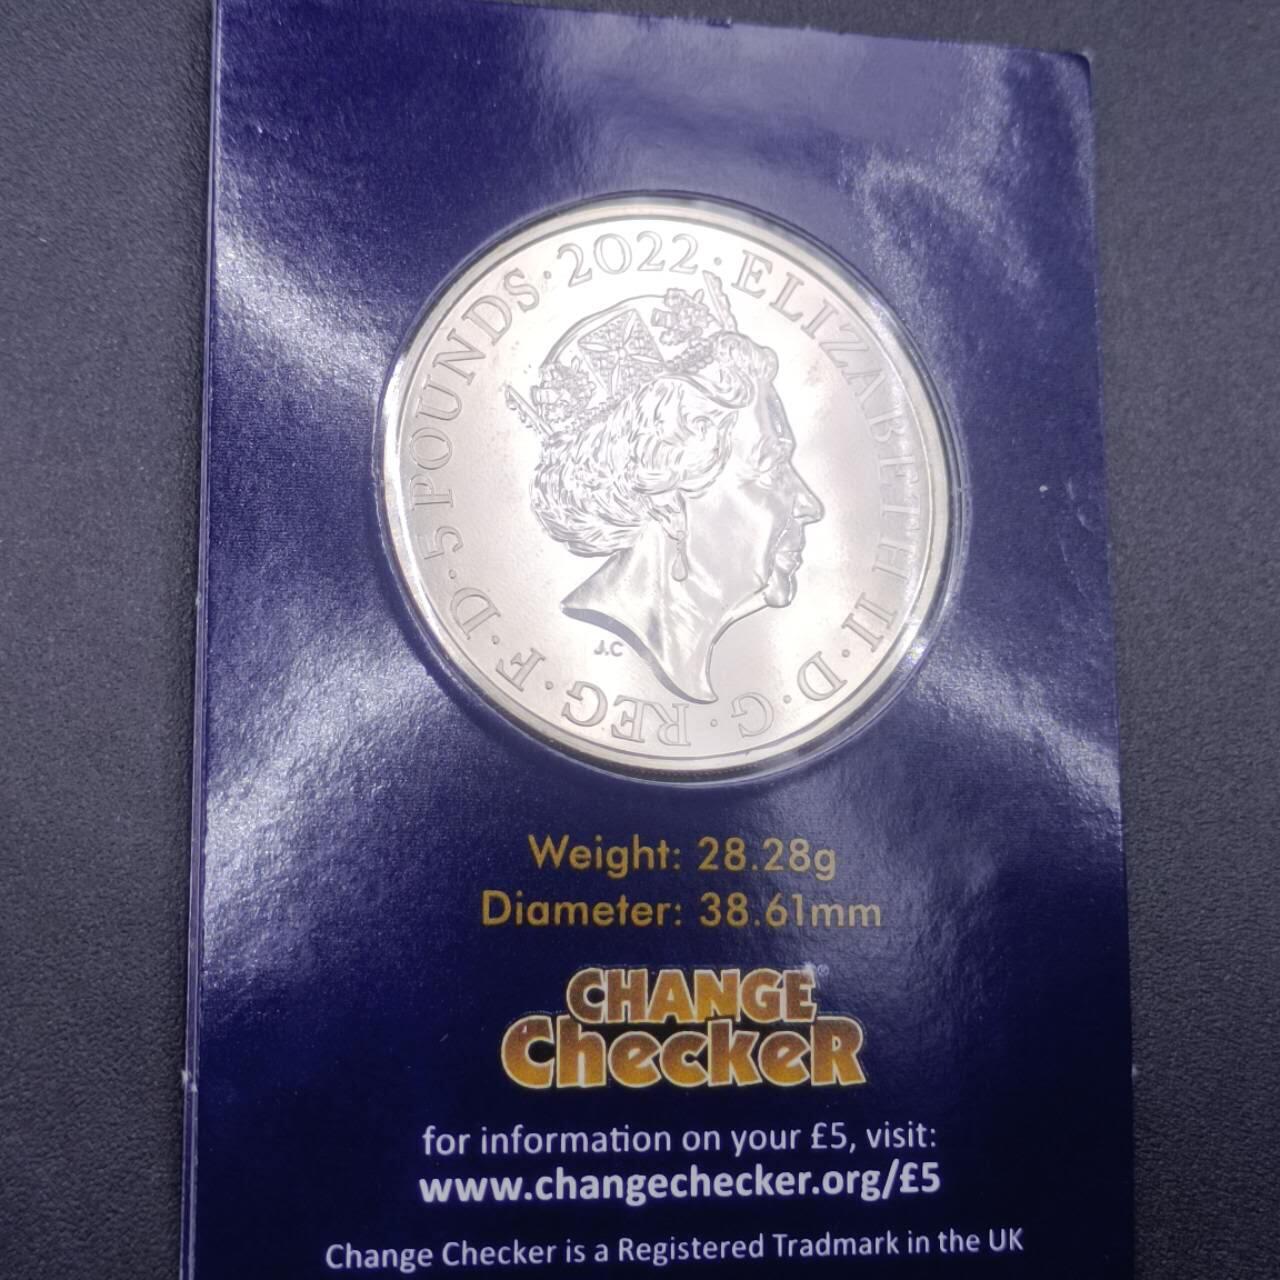 ELIZABETH II · D · G · REG · F · D · 5 POUNDS · 2022 ·
J.C
Weight: 28.28g
Diameter: 38.61mm
CHANGE
CheckeR
for information on your £5, visit:
www.changechecker.org/£5
Change Checker is a Registered Tradmark in the UK